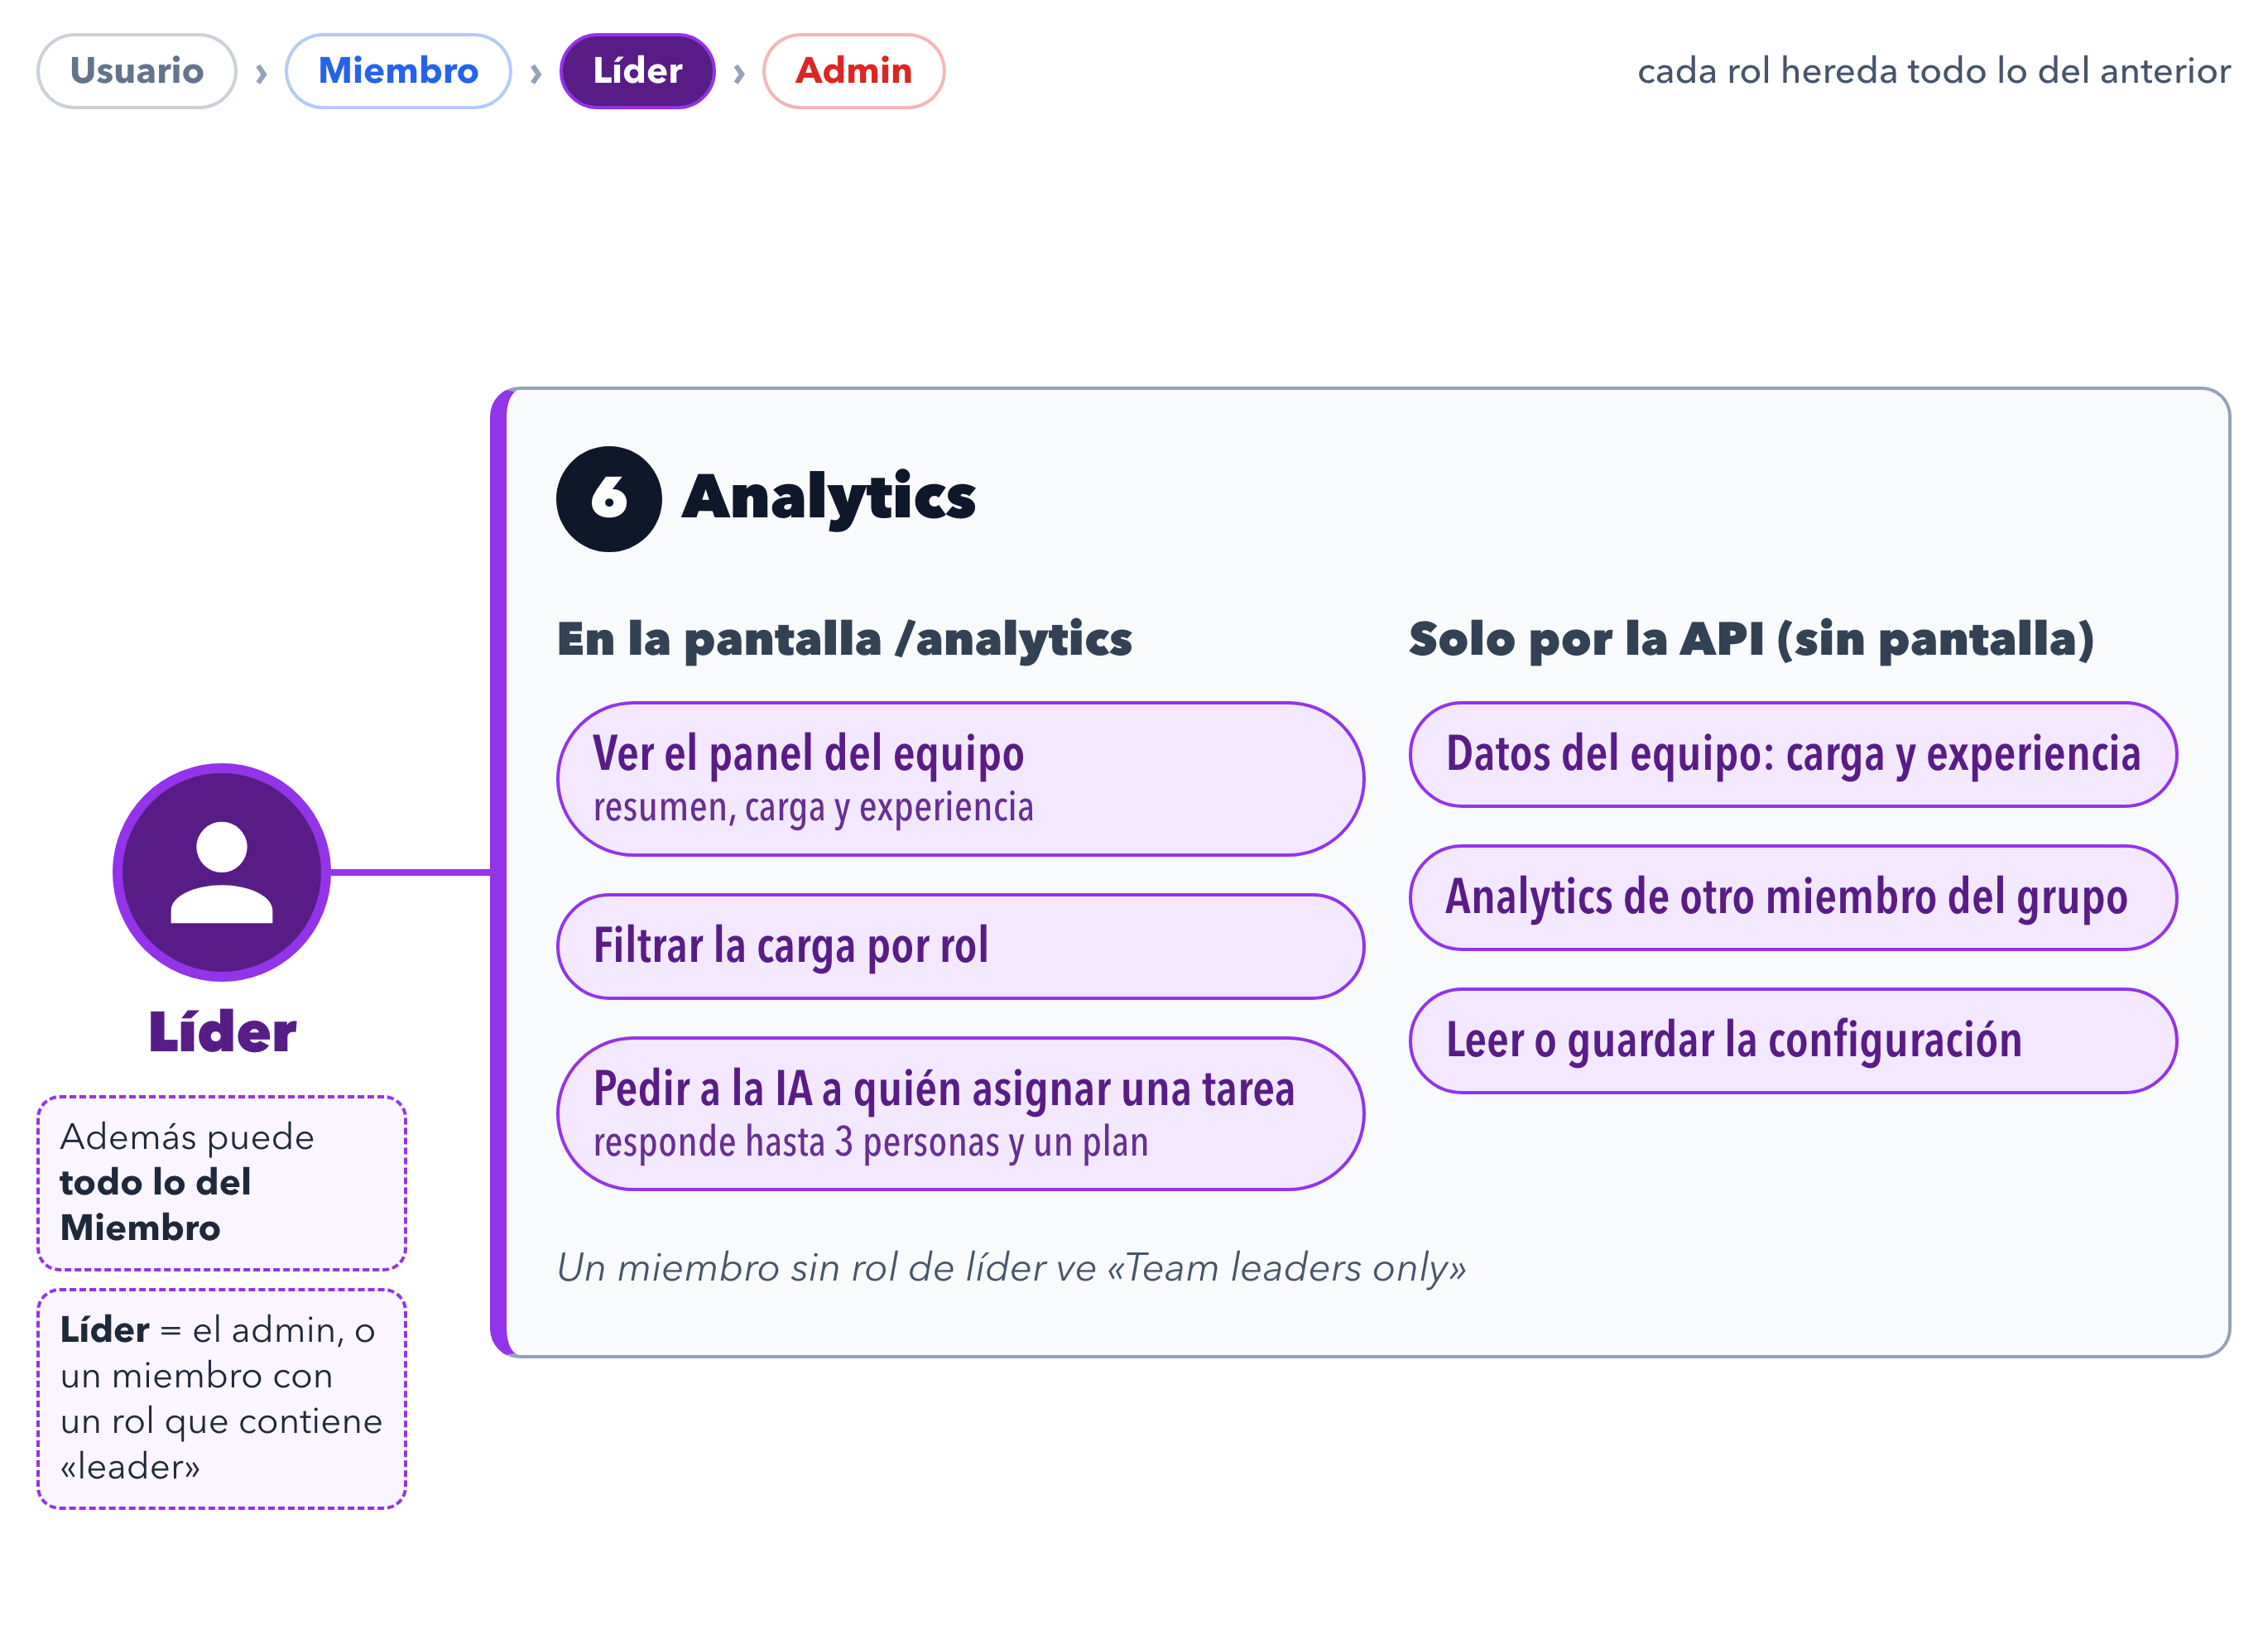 Usuario › Miembro › Líder › Admin
cada rol hereda todo lo del anterior
6 Analytics
En la pantalla /analytics
Ver el panel del equipo
resumen, carga y experiencia
Filtrar la carga por rol
Pedir a la IA a quién asignar una tarea
responde hasta 3 personas y un plan
Solo por la API (sin pantalla)
Datos del equipo: carga y experiencia
Analytics de otro miembro del grupo
Leer o guardar la configuración
Un miembro sin rol de líder ve «Team leaders only»
Líder
Además puede
todo lo del
Miembro
Líder = el admin, o
un miembro con
un rol que contiene
«leader»